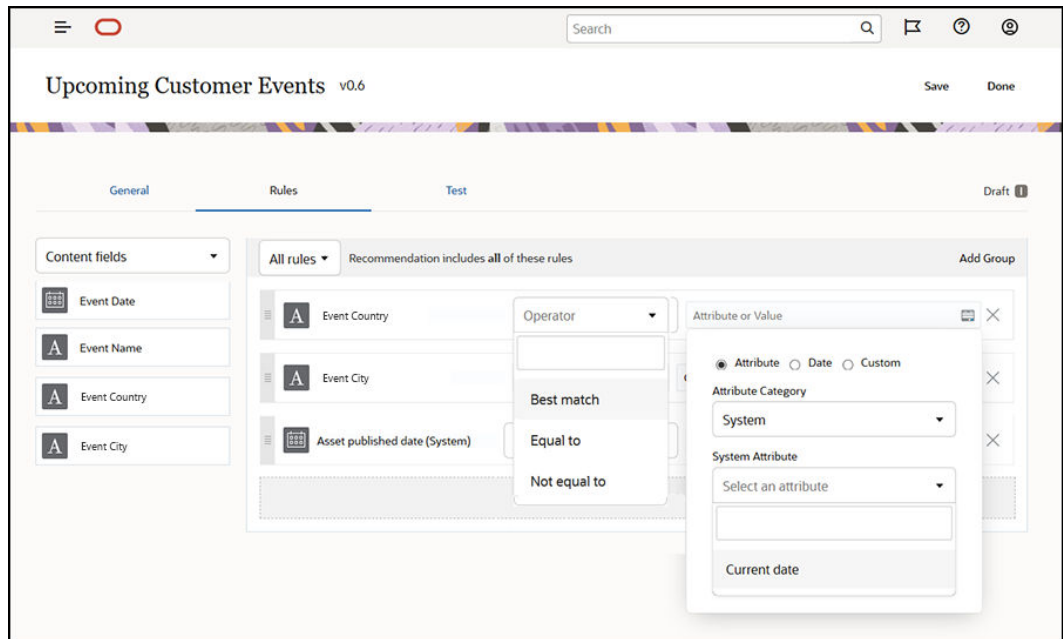 Search
Upcoming Customer Events v0.6
Save Done
General Rules Test Draft
Content fields
Event Date
Event Name
Event Country
Event City
All rules Recommendation includes all of these rules Add Group
Event Country Operator Attribute or Value
Event City
Asset published date (System)
Best match
Equal to
Not equal to
Attribute Date Custom
Attribute Category
System
System Attribute
Select an attribute
Current date